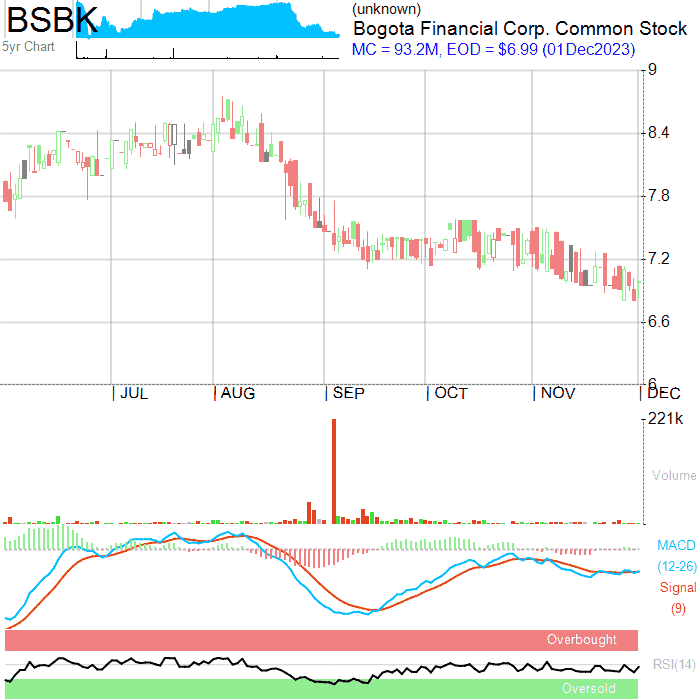 BSBK
5yr Chart
(unknown)
Bogota Financial Corp. Common Stock
MC = 93.2M, EOD = $6.99 (01Dec2023)
9
8.4
7.8
7.2
6.6
6
JUL AUG SEP OCT NOV DEC
221k
Volume
MACD
(12-26)
Signal
(9)
Overbought
RSI(14)
Oversold